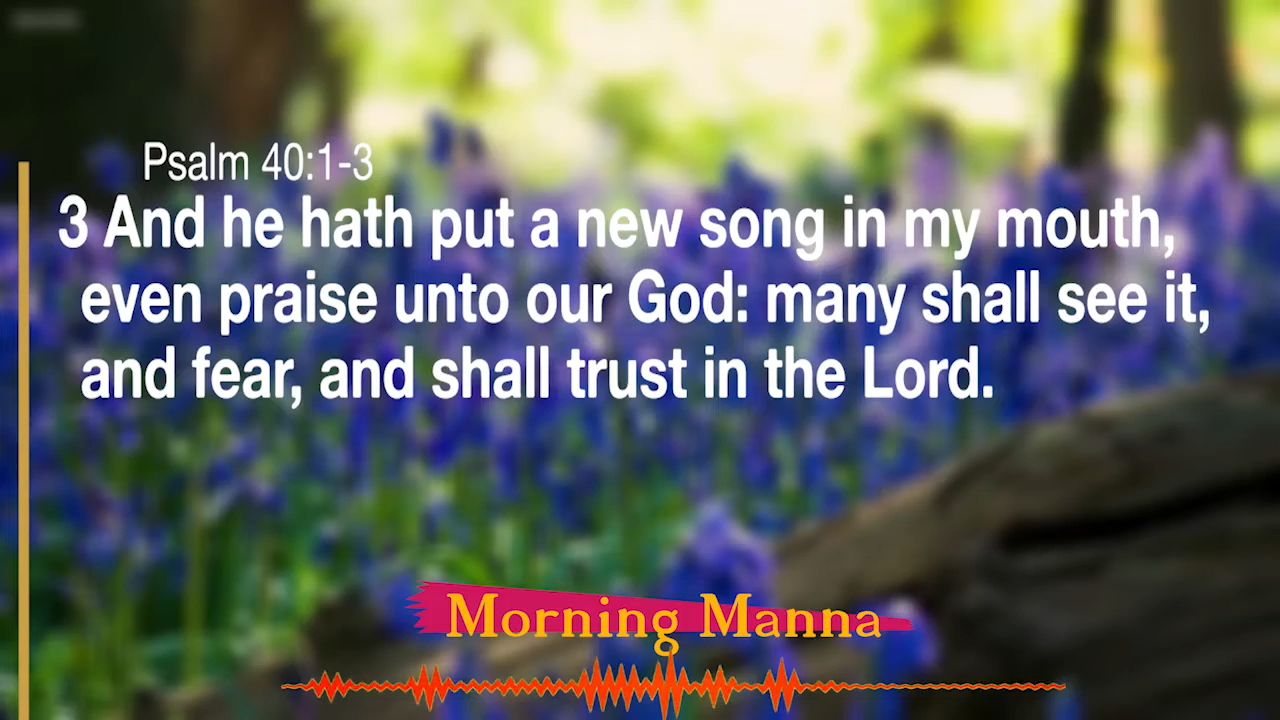 Psalm 40:1-3
3 And he hath put a new song in my mouth,
even praise unto our God: many shall see it,
and fear, and shall trust in the Lord.
Morning Manna